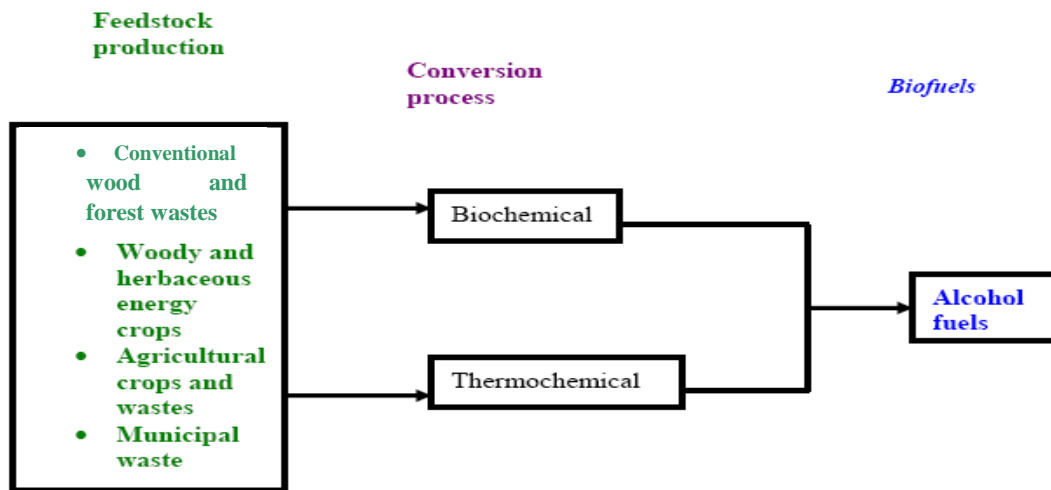 Feedstock
production
Conversion
process
Biofuels
• Conventional
wood and
forest wastes
• Woody and
herbaceous
energy
crops
• Agricultural
crops and
wastes
• Municipal
waste
Biochemical
Thermochemical
Alcohol
fuels